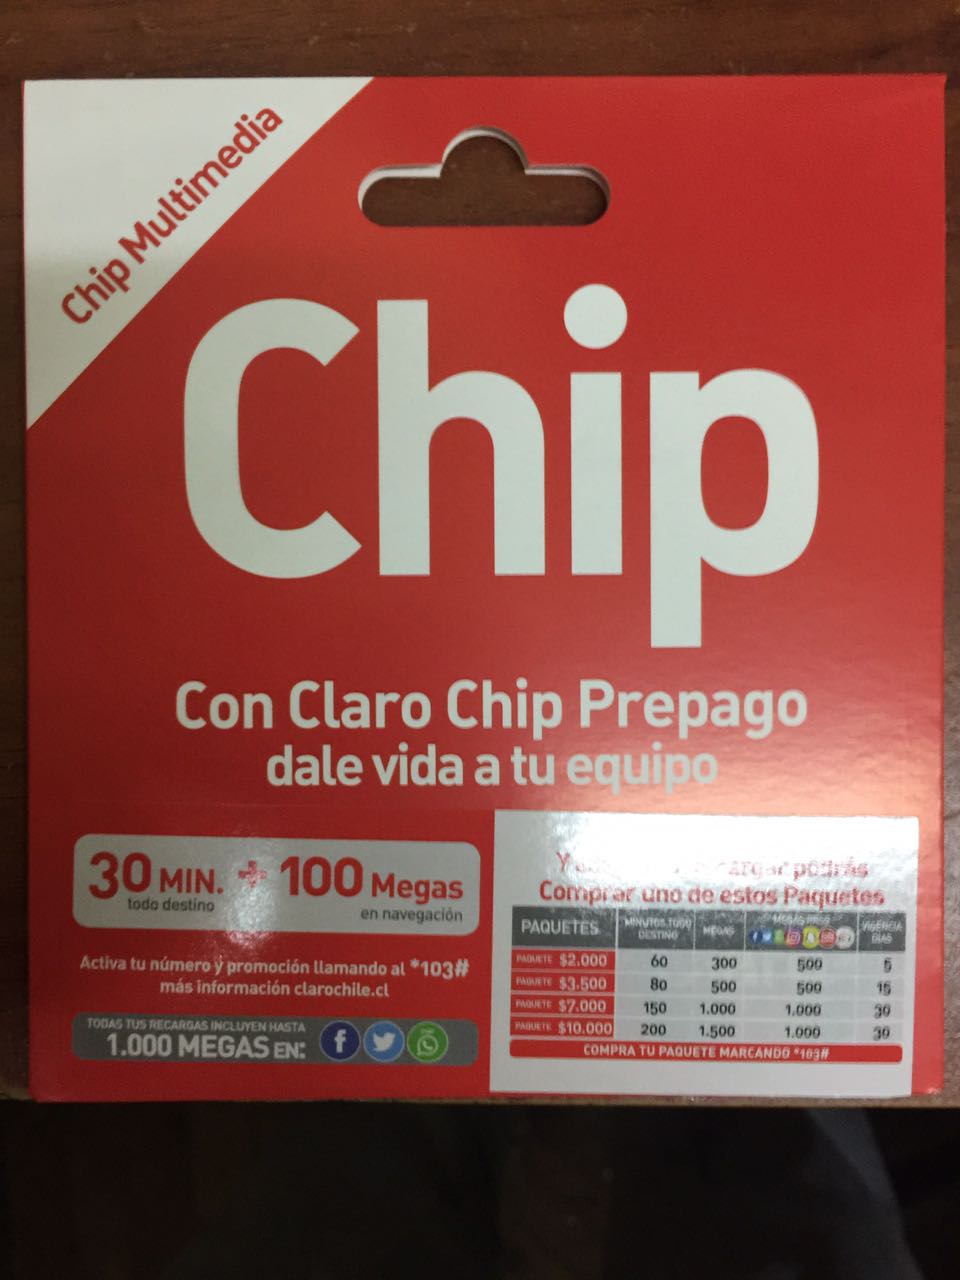 Chip Multimedia
Chip
Con Claro Chip Prepago
dale vida a tu equipo
30 MIN. + 100 Megas
todo destino
en navegación
Activa tu número y promoción llamando al *103#
más información clarochile.cl
TODAS TUS RECARGAS INCLUYEN HASTA
1.000 MEGAS EN:
podrás
Comprar uno de estos Paquetes
PAQUETES MINUTOS TODO DESTINO MEGAS VIGENCIA DIAS
PAQUETE $2.000 60 300 500 5
PAQUETE $3.500 80 500 500 15
PAQUETE $7.000 150 1.000 1.000 30
PAQUETE $10.000 200 1.500 1.000 30
COMPRA TU PAQUETE MARCANDO *103#